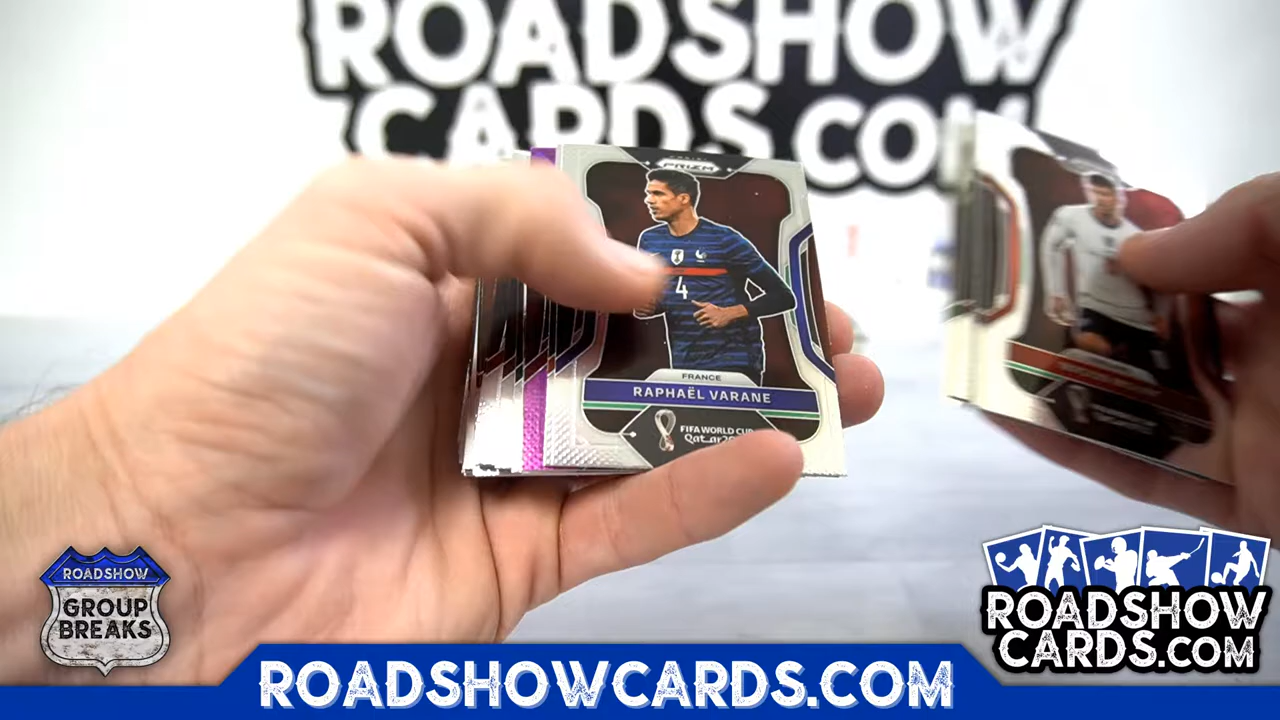 ROADSHOW
CARDS.COM
PRIZM
4
FRANCE
RAPHAËL VARANE
FIFA WORLD CUP
Qatar
ROADSHOW
GROUP
BREAKS
ROADSHOW
CARDS.COM
ROADSHOWCARDS.COM